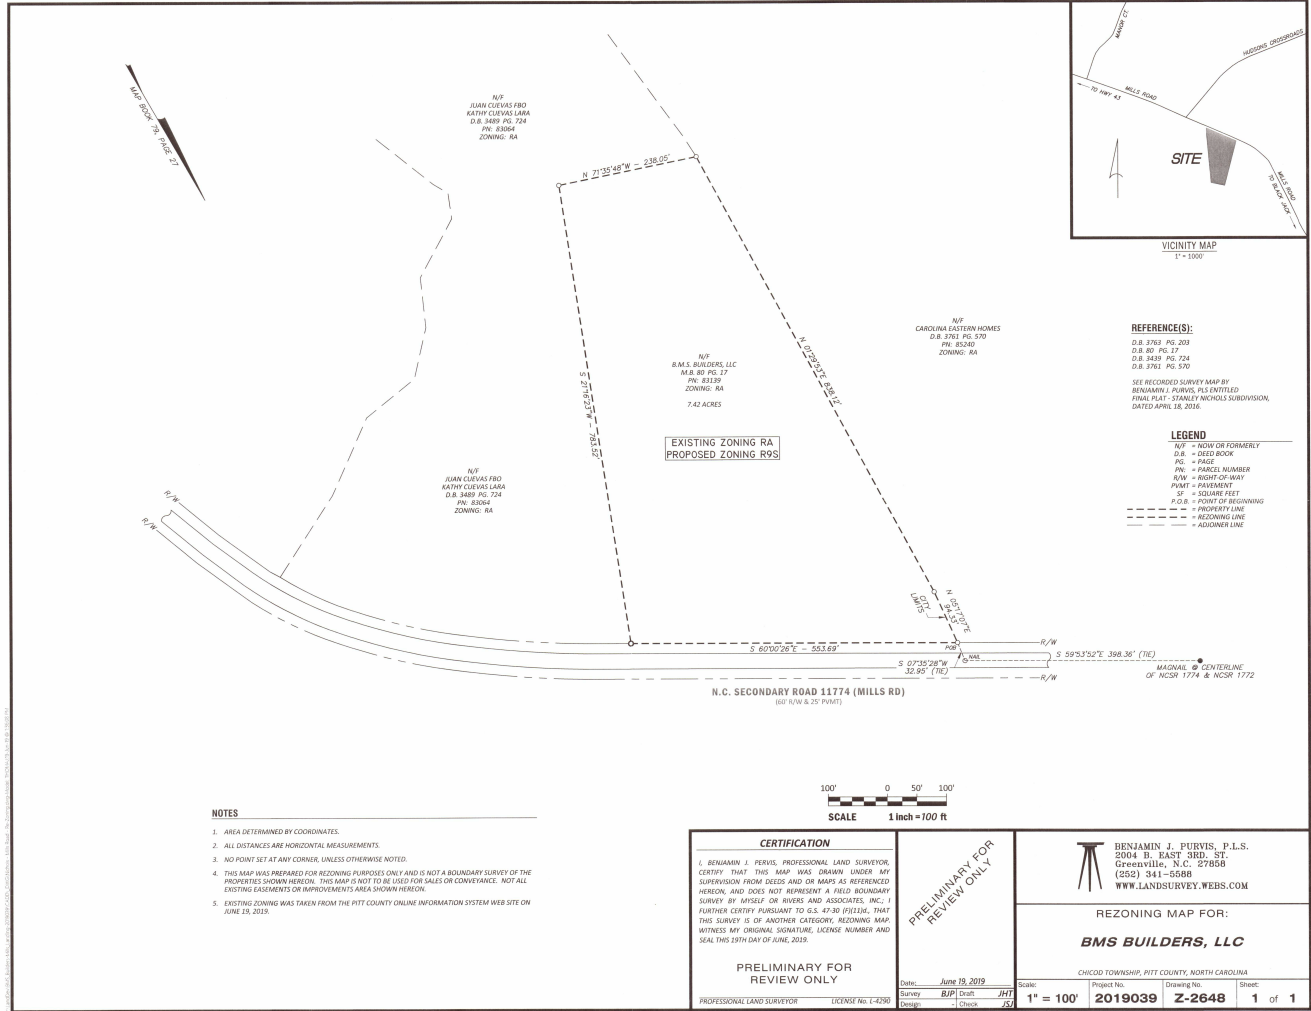 MAP BOOK 79, PAGE 27
N/F
JUAN CUEVAS FBO
KATHY CUEVAS LARA
D.B. 3489 PG. 724
PN: 83064
ZONING: RA
N 71°35'48"W - 238.05'
MANOR CT.
HUDSONS CROSSROADS
MILLS ROAD
TO HWY 43
SITE
MILLS ROAD
TO BLACK JACK
VICINITY MAP
1" = 1000'
N/F
CAROLINA EASTERN HOMES
D.B. 3761 PG. 570
PN: 85240
ZONING: RA
REFERENCE(S):
D.B. 3763 PG. 203
D.B. 80 PG. 17
D.B. 3439 PG. 724
D.B. 3761 PG. 570
SEE RECORDED SURVEY MAP BY
BENJAMIN J. PURVIS, PLS ENTITLED
FINAL PLAT - STANLEY NICHOLS SUBDIVISION,
DATED APRIL 18, 2016.
N 01°29'53"E 838.12'
N/F
B.M.S. BUILDERS, LLC
M.B. 80 PG. 17
PN: 83139
ZONING: RA
7.42 ACRES
S 21°16'23"W - 783.52'
EXISTING ZONING RA
PROPOSED ZONING R9S
LEGEND
N/F = NOW OR FORMERLY
D.B. = DEED BOOK
PG. = PAGE
PN: = PARCEL NUMBER
R/W = RIGHT-OF-WAY
PVMT = PAVEMENT
SF = SQUARE FEET
P.O.B. = POINT OF BEGINNING
= PROPERTY LINE
= REZONING LINE
= ADJOINER LINE
N/F
JUAN CUEVAS FBO
KATHY CUEVAS LARA
D.B. 3489 PG. 724
PN: 83064
ZONING: RA
R/W
R/W
CITY
LIMITS
N 05°17'07"E
94.33'
S 60°00'26"E - 553.69'
POB
NAIL
R/W
S 59°53'52"E 398.36' (TIE)
S 07°35'28"W
32.95' (TIE)
R/W
MAGNAIL @ CENTERLINE
OF NCSR 1774 & NCSR 1772
N.C. SECONDARY ROAD 11774 (MILLS RD)
(60' R/W & 25' PVMT)
100' 0 50' 100'
SCALE 1 inch =100 ft
NOTES
1. AREA DETERMINED BY COORDINATES.
2. ALL DISTANCES ARE HORIZONTAL MEASUREMENTS.
3. NO POINT SET AT ANY CORNER, UNLESS OTHERWISE NOTED.
4. THIS MAP WAS PREPARED FOR REZONING PURPOSES ONLY AND IS NOT A BOUNDARY SURVEY OF THE
PROPERTIES SHOWN HEREON. THIS MAP IS NOT TO BE USED FOR SALES OR CONVEYANCE. NOT ALL
EXISTING EASEMENTS OR IMPROVEMENTS AREA SHOWN HEREON.
5. EXISTING ZONING WAS TAKEN FROM THE PITT COUNTY ONLINE INFORMATION SYSTEM WEB SITE ON
JUNE 19, 2019.
CERTIFICATION
I, BENJAMIN J. PERVIS, PROFESSIONAL LAND SURVEYOR,
CERTIFY THAT THIS MAP WAS DRAWN UNDER MY
SUPERVISION FROM DEEDS AND OR MAPS AS REFERENCED
HEREON, AND DOES NOT REPRESENT A FIELD BOUNDARY
SURVEY BY MYSELF OR RIVERS AND ASSOCIATES, INC.; I
FURTHER CERTIFY PURSUANT TO G.S. 47-30 (F)(11)d., THAT
THIS SURVEY IS OF ANOTHER CATEGORY, REZONING MAP.
WITNESS MY ORIGINAL SIGNATURE, LICENSE NUMBER AND
SEAL THIS 19TH DAY OF JUNE, 2019.
PRELIMINARY FOR
REVIEW ONLY
PROFESSIONAL LAND SURVEYOR LICENSE No. L-4290
PRELIMINARY FOR
REVIEW ONLY
Date: June 19, 2019
Survey BJP Draft JHT
Design - Check JSJ
BENJAMIN J. PURVIS, P.L.S.
2004 B. EAST 3RD. ST.
Greenville, N.C. 27858
(252) 341-5588
WWW.LANDSURVEY.WEBS.COM
REZONING MAP FOR:
BMS BUILDERS, LLC
CHICOD TOWNSHIP, PITT COUNTY, NORTH CAROLINA
Scale: Project No. Drawing No. Sheet:
1" = 100' 2019039 Z-2648 1 of 1